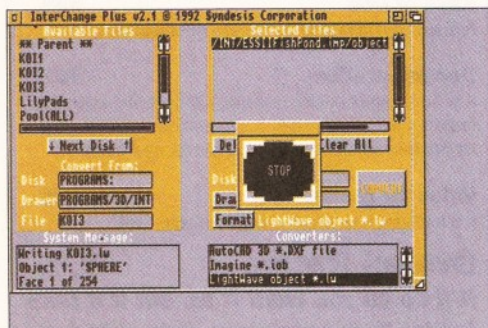 InterChange Plus v2.1 © 1992 Syndesis Corporation
Available Files
** Parent **
KOI1
KOI2
KOI3
LilyPads
Pool(ALL)
↓ Next Disk ↑
Convert From:
Disk PROGRAMS:
Drawer PROGRAMS/3D/INT
File KOI3
System Message:
Writing KOI3.lw
Object 1: 'SPHERE'
Face 1 of 254
Selected Files
Clear All
STOP
Disk
Format LightWave object *.lw
Converters:
AutoCAD 3D *.DXF file
Imagine *.iob
LightWave object *.lw